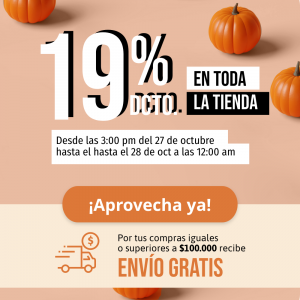 19%
DCTO.
EN TODA
LA TIENDA
Desde las 3:00 pm del 27 de octubre
hasta el hasta el 28 de oct a las 12:00 am
¡Aprovecha ya!
Por tus compras iguales
o superiores a $100.000 recibe
ENVÍO GRATIS
$